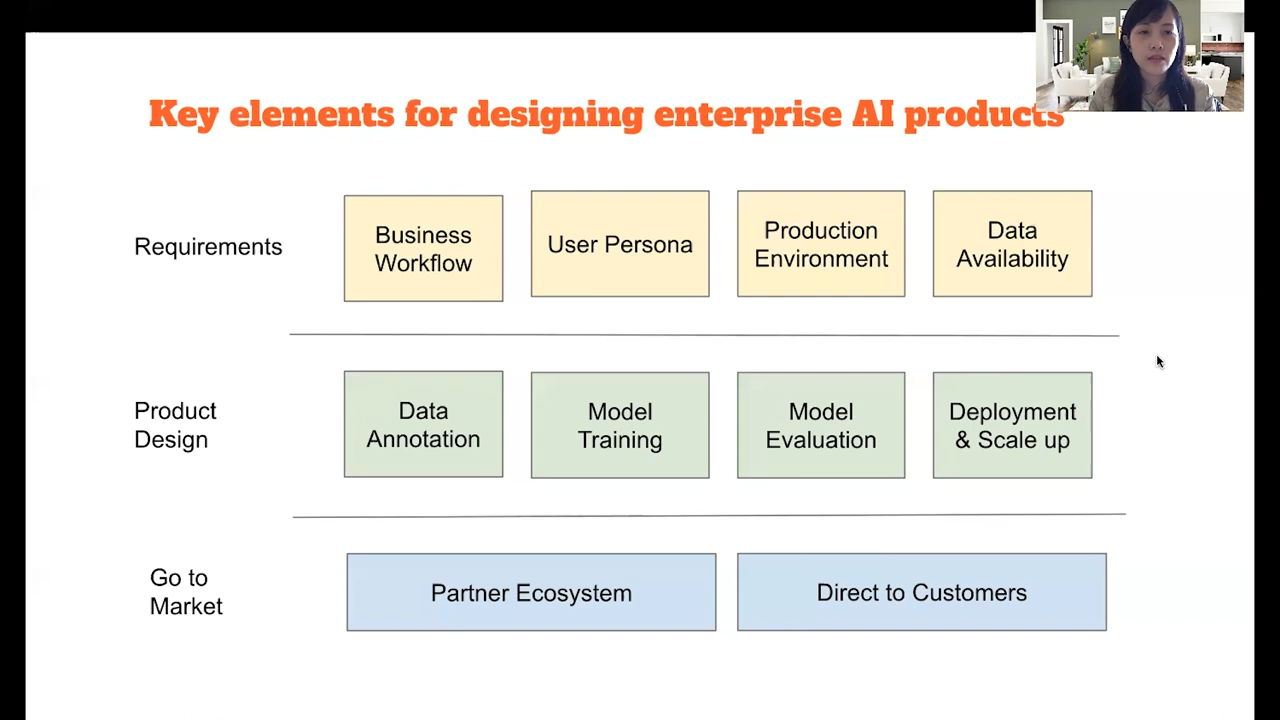 Key elements for designing enterprise AI products
Requirements
Business
Workflow
User Persona
Production
Environment
Data
Availability
Product
Design
Data
Annotation
Model
Training
Model
Evaluation
Deployment
& Scale up
Go to
Market
Partner Ecosystem
Direct to Customers